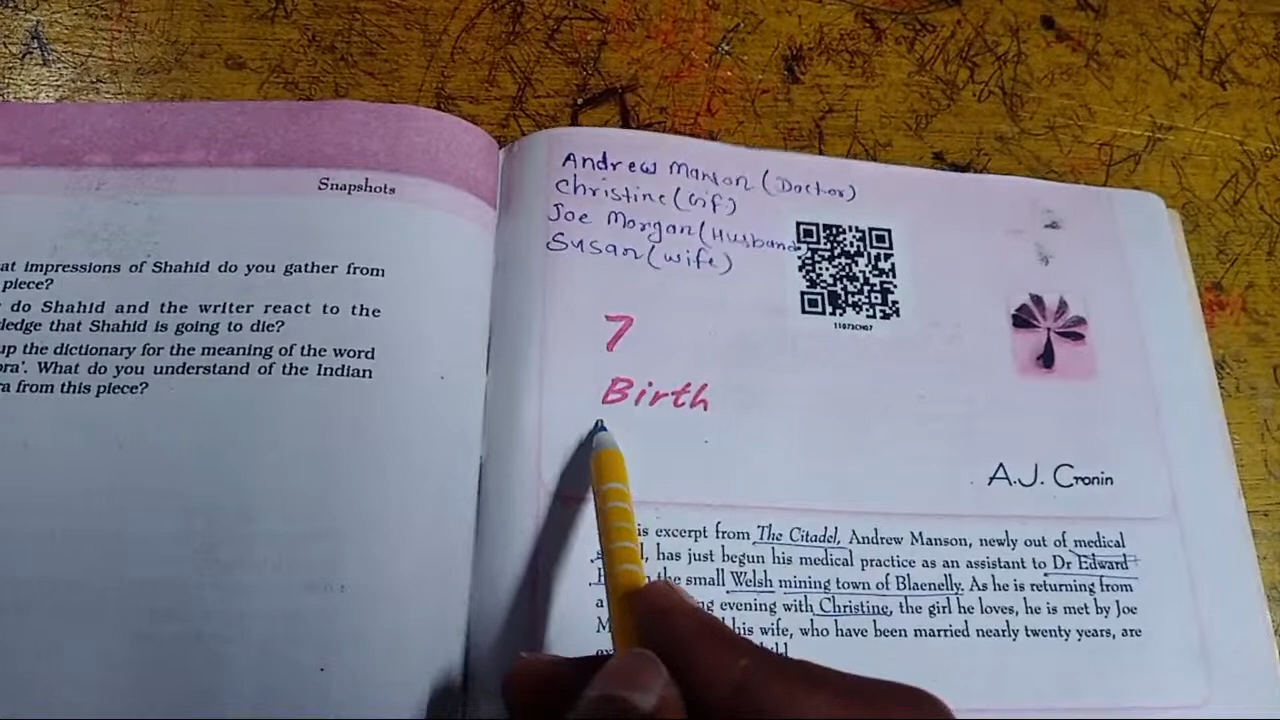 Snapshots
at impressions of Shahid do you gather from
piece?
do Shahid and the writer react to the
ledge that Shahid is going to die?
up the dictionary for the meaning of the word
ra'. What do you understand of the Indian
a from this piece?
Andrew Manson (Doctor)
Christine (Gif)
Joe Morgan (Husband
Susan (wife)
11073CH07
7
Birth
A.J. Cronin
is excerpt from The Citadel, Andrew Manson, newly out of medical
l, has just begun his medical practice as an assistant to Dr Edward
the small Welsh mining town of Blaenelly. As he is returning from
a ng evening with Christine, the girl he loves, he is met by Joe
M his wife, who have been married nearly twenty years, are